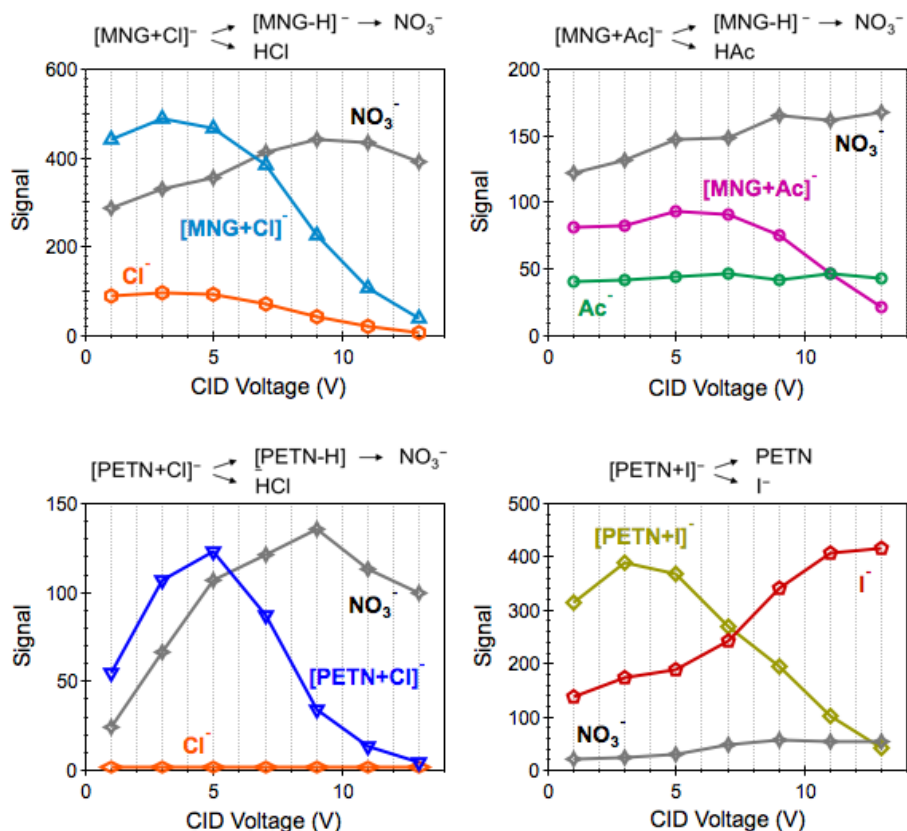 [MNG+Cl]⁻ → [MNG-H]⁻ → NO₃⁻
→ HCl
600
400
200
0
Signal
NO₃⁻
[MNG+Cl]⁻
Cl⁻
0 5 10
CID Voltage (V)
[MNG+Ac]⁻ → [MNG-H]⁻ → NO₃⁻
→ HAc
200
150
100
50
0
Signal
NO₃⁻
[MNG+Ac]⁻
Ac⁻
0 5 10
CID Voltage (V)
[PETN+Cl]⁻ → [PETN-H]⁻ → NO₃⁻
→ HCl
150
100
50
0
Signal
NO₃⁻
[PETN+Cl]⁻
Cl⁻
0 5 10
CID Voltage (V)
[PETN+I]⁻ → PETN
→ I⁻
500
400
300
200
100
0
Signal
[PETN+I]⁻
I⁻
NO₃⁻
0 5 10
CID Voltage (V)